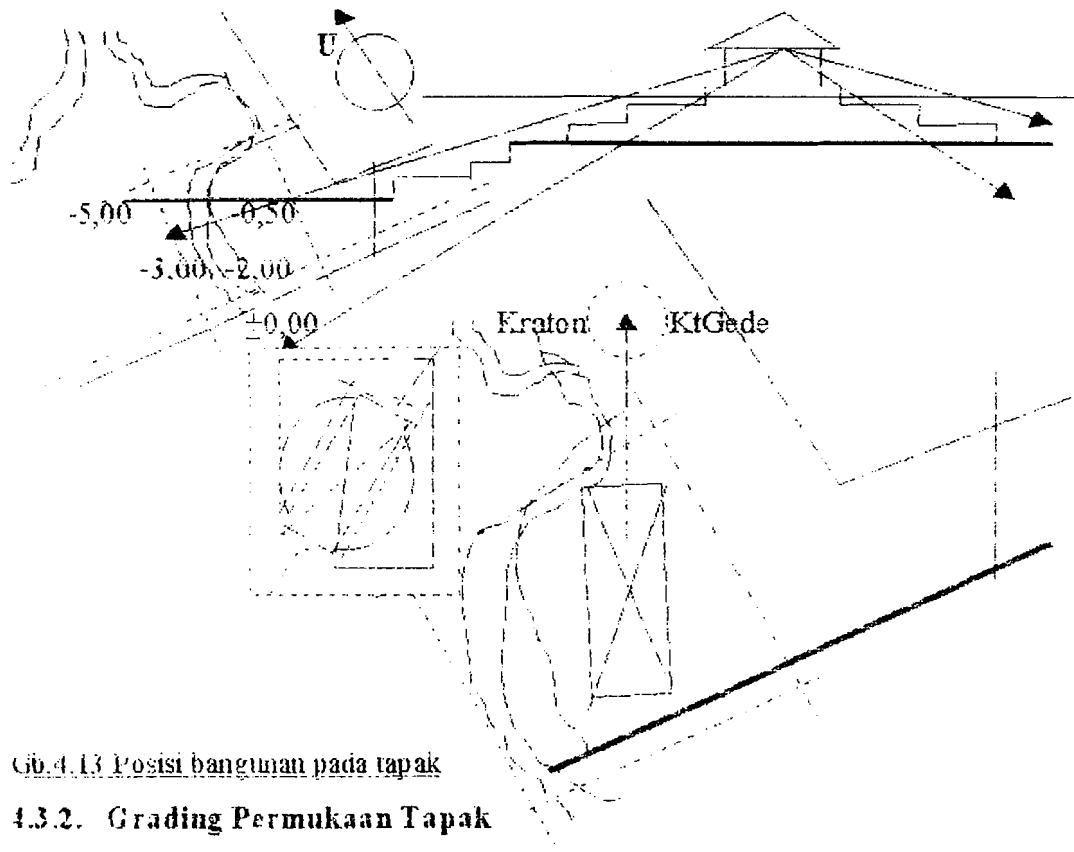 U
-5,00 -0,50
-3,00 -2,00
±0,00
Kraton KtGede
Gb.4.13 Posisi bangunan pada tapak
4.3.2. Grading Permukaan Tapak